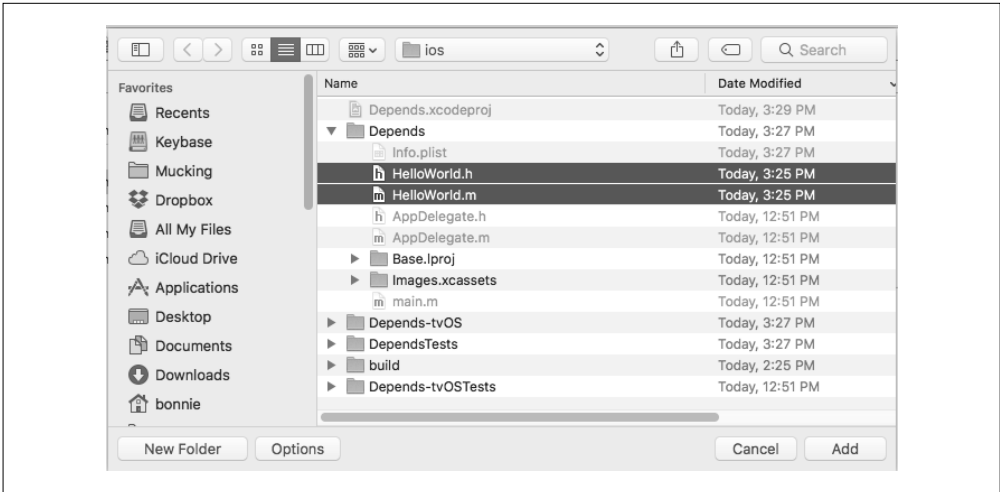 ios
Search
Favorites
Recents
Keybase
Mucking
Dropbox
All My Files
iCloud Drive
Applications
Desktop
Documents
Downloads
bonnie
Name Date Modified
Depends.xcodeproj Today, 3:29 PM
Depends Today, 3:27 PM
Info.plist Today, 3:27 PM
h HelloWorld.h Today, 3:25 PM
m HelloWorld.m Today, 3:25 PM
h AppDelegate.h Today, 12:51 PM
m AppDelegate.m Today, 12:51 PM
Base.lproj Today, 12:51 PM
Images.xcassets Today, 12:51 PM
m main.m Today, 12:51 PM
Depends-tvOS Today, 3:27 PM
DependsTests Today, 3:27 PM
build Today, 2:25 PM
Depends-tvOSTests Today, 12:51 PM
New Folder Options Cancel Add